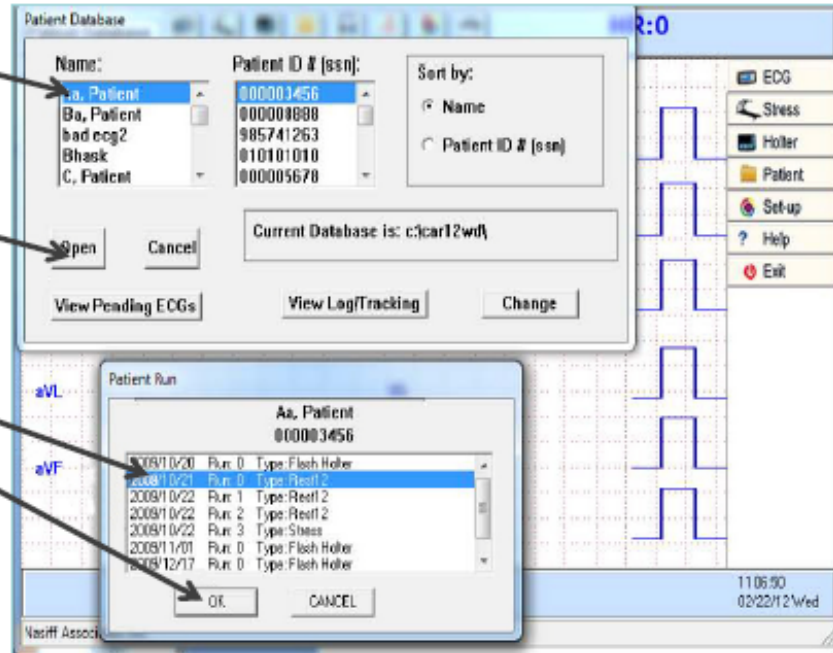 Patient Database
HR:0
Name:
Patient ID # (ssn):
Sort by:
Aa, Patient
Ba, Patient
bad ecg2
Bhask
C, Patient
000003456
000008888
985741263
010101010
000005678
Name
Patient ID # (ssn)
Open
Cancel
Current Database is: c:\car12wd\
View Pending ECGs
View Log/Tracking
Change
ECG
Stress
Holter
Patient
Set-up
? Help
Exit
aVL
aVF
Patient Run
Aa, Patient
000003456
2009/10/20 Run: 0 Type:Flash Holter
2008/10/21 Run: 0 Type:Rest12
2009/10/22 Run: 1 Type:Rest12
2009/10/22 Run: 2 Type:Rest12
2009/10/22 Run: 3 Type:Stress
2009/11/01 Run: 0 Type:Flash Holter
2009/12/17 Run: 0 Type:Flash Holter
OK
CANCEL
11:06:50
02/22/12 Wed
Nasiff